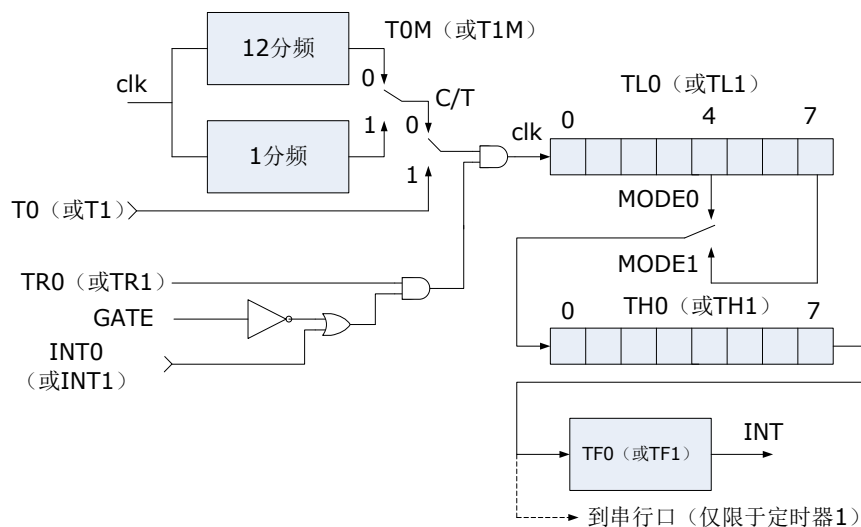 12分频
T0M（或T1M）
clk
0
1
C/T
0
1
1分频
T0（或T1）
clk
TL0（或TL1）
0
4
7
MODE0
MODE1
TR0（或TR1）
GATE
INT0
（或INT1）
TH0（或TH1）
0
7
TF0（或TF1）
INT
到串行口（仅限于定时器1）